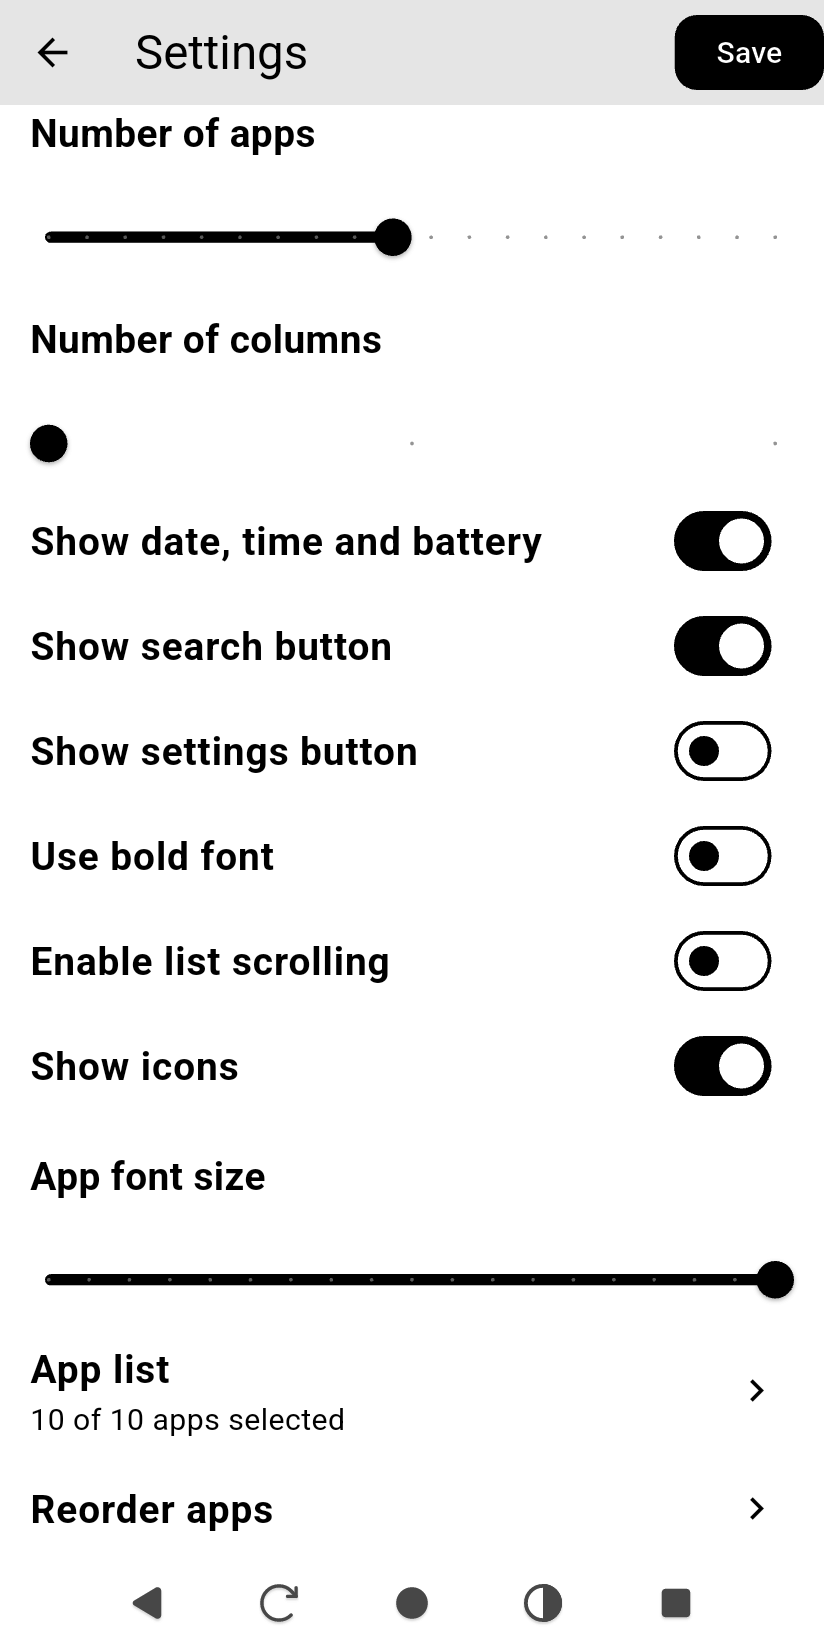 Settings
Save
Number of apps
Number of columns
Show date, time and battery
Show search button
Show settings button
Use bold font
Enable list scrolling
Show icons
App font size
App list
10 of 10 apps selected
Reorder apps